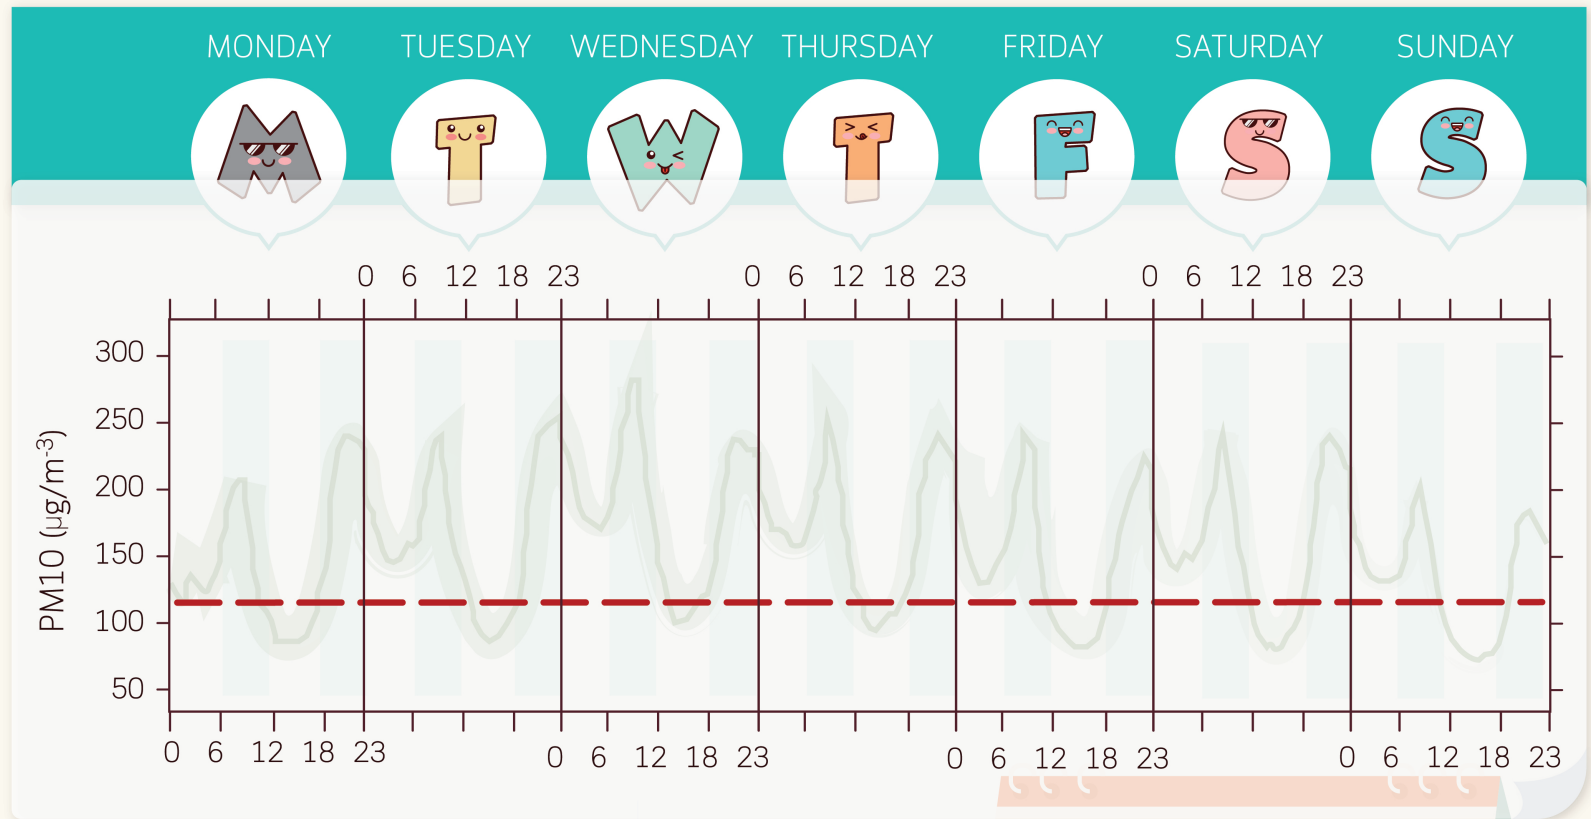 MONDAY TUESDAY WEDNESDAY THURSDAY FRIDAY SATURDAY SUNDAY
M T W T F S S
0 6 12 18 23 0 6 12 18 23 0 6 12 18 23
300
250
200
150
100
50
PM10 (µg/m-3)
0 6 12 18 23 0 6 12 18 23 0 6 12 18 23 0 6 12 18 23